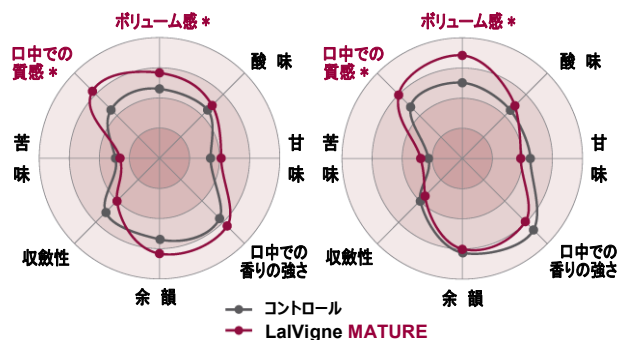 ボリューム感 *
口中での
質感 *
酸 味
苦
味
甘
味
収斂性
口中での
香りの強さ
余 韻
ボリューム感 *
口中での
質感 *
酸 味
苦
味
甘
味
収斂性
口中での
香りの強さ
余 韻
コントロール
LalVigne MATURE